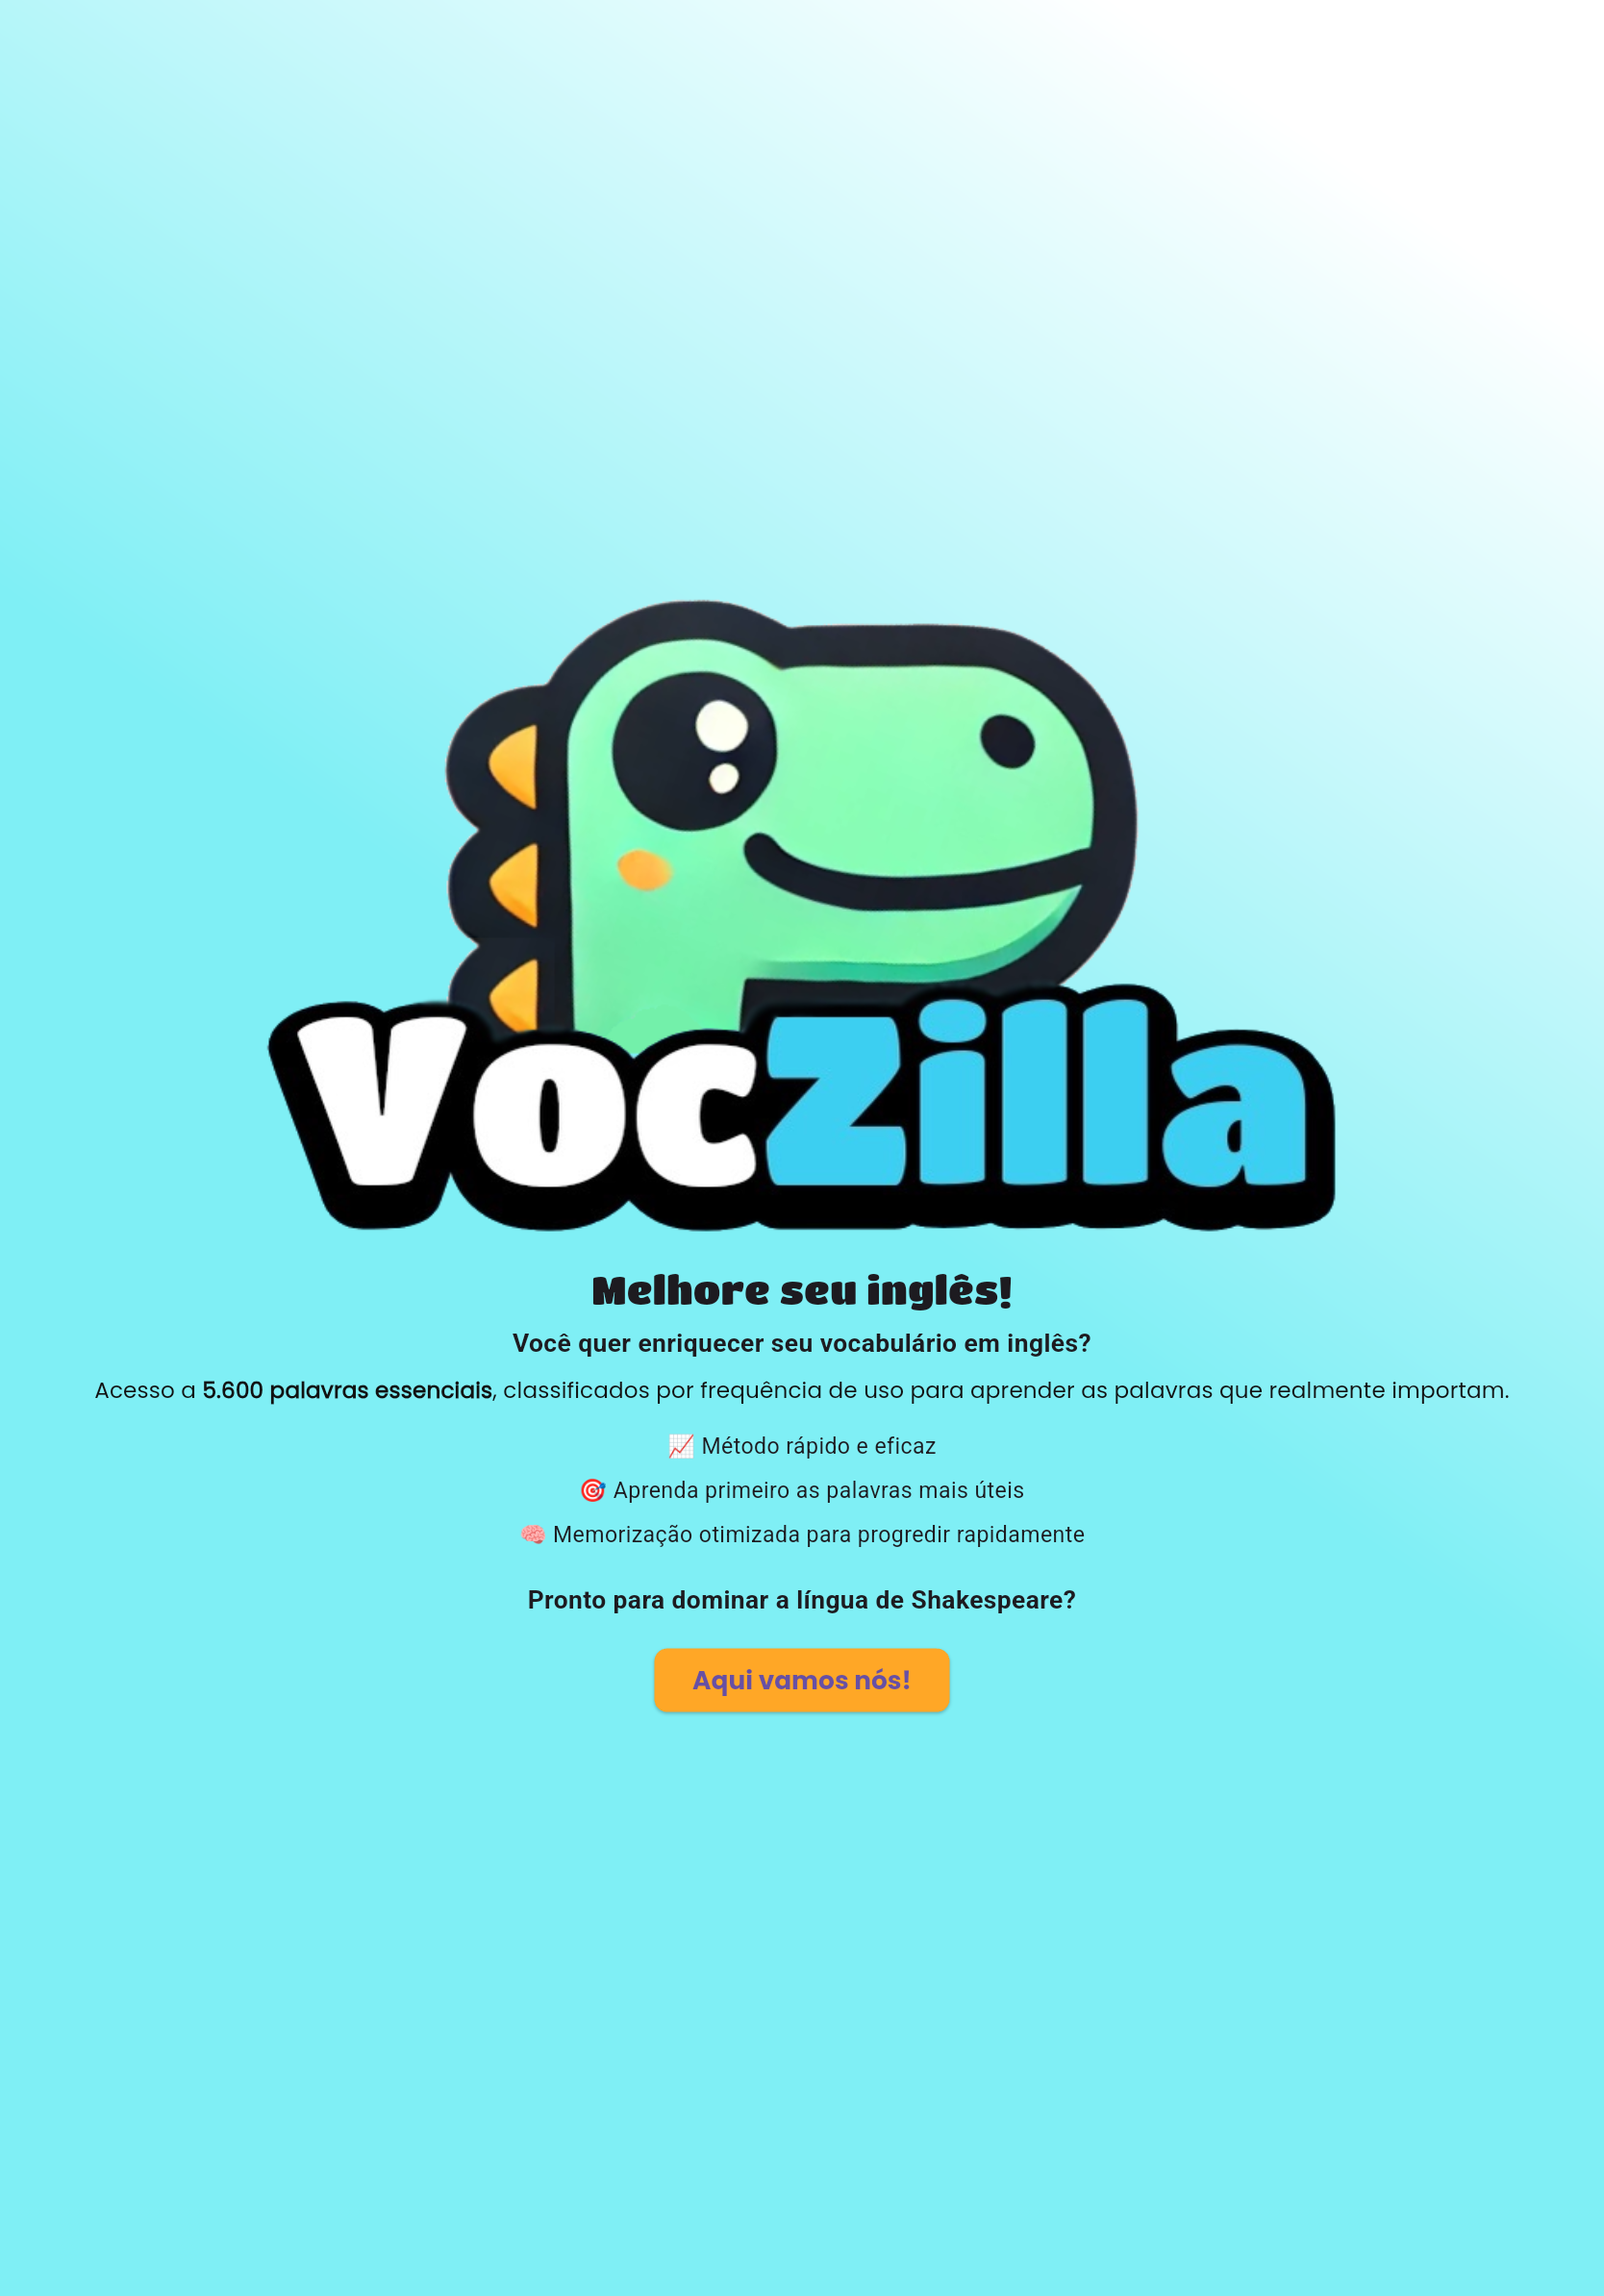 VocZilla
Melhore seu inglês!
Você quer enriquecer seu vocabulário em inglês?
Acesso a 5.600 palavras essenciais, classificados por frequência de uso para aprender as palavras que realmente importam.
📈 Método rápido e eficaz
🎯 Aprenda primeiro as palavras mais úteis
🧠 Memorização otimizada para progredir rapidamente
Pronto para dominar a língua de Shakespeare?
Aqui vamos nós!